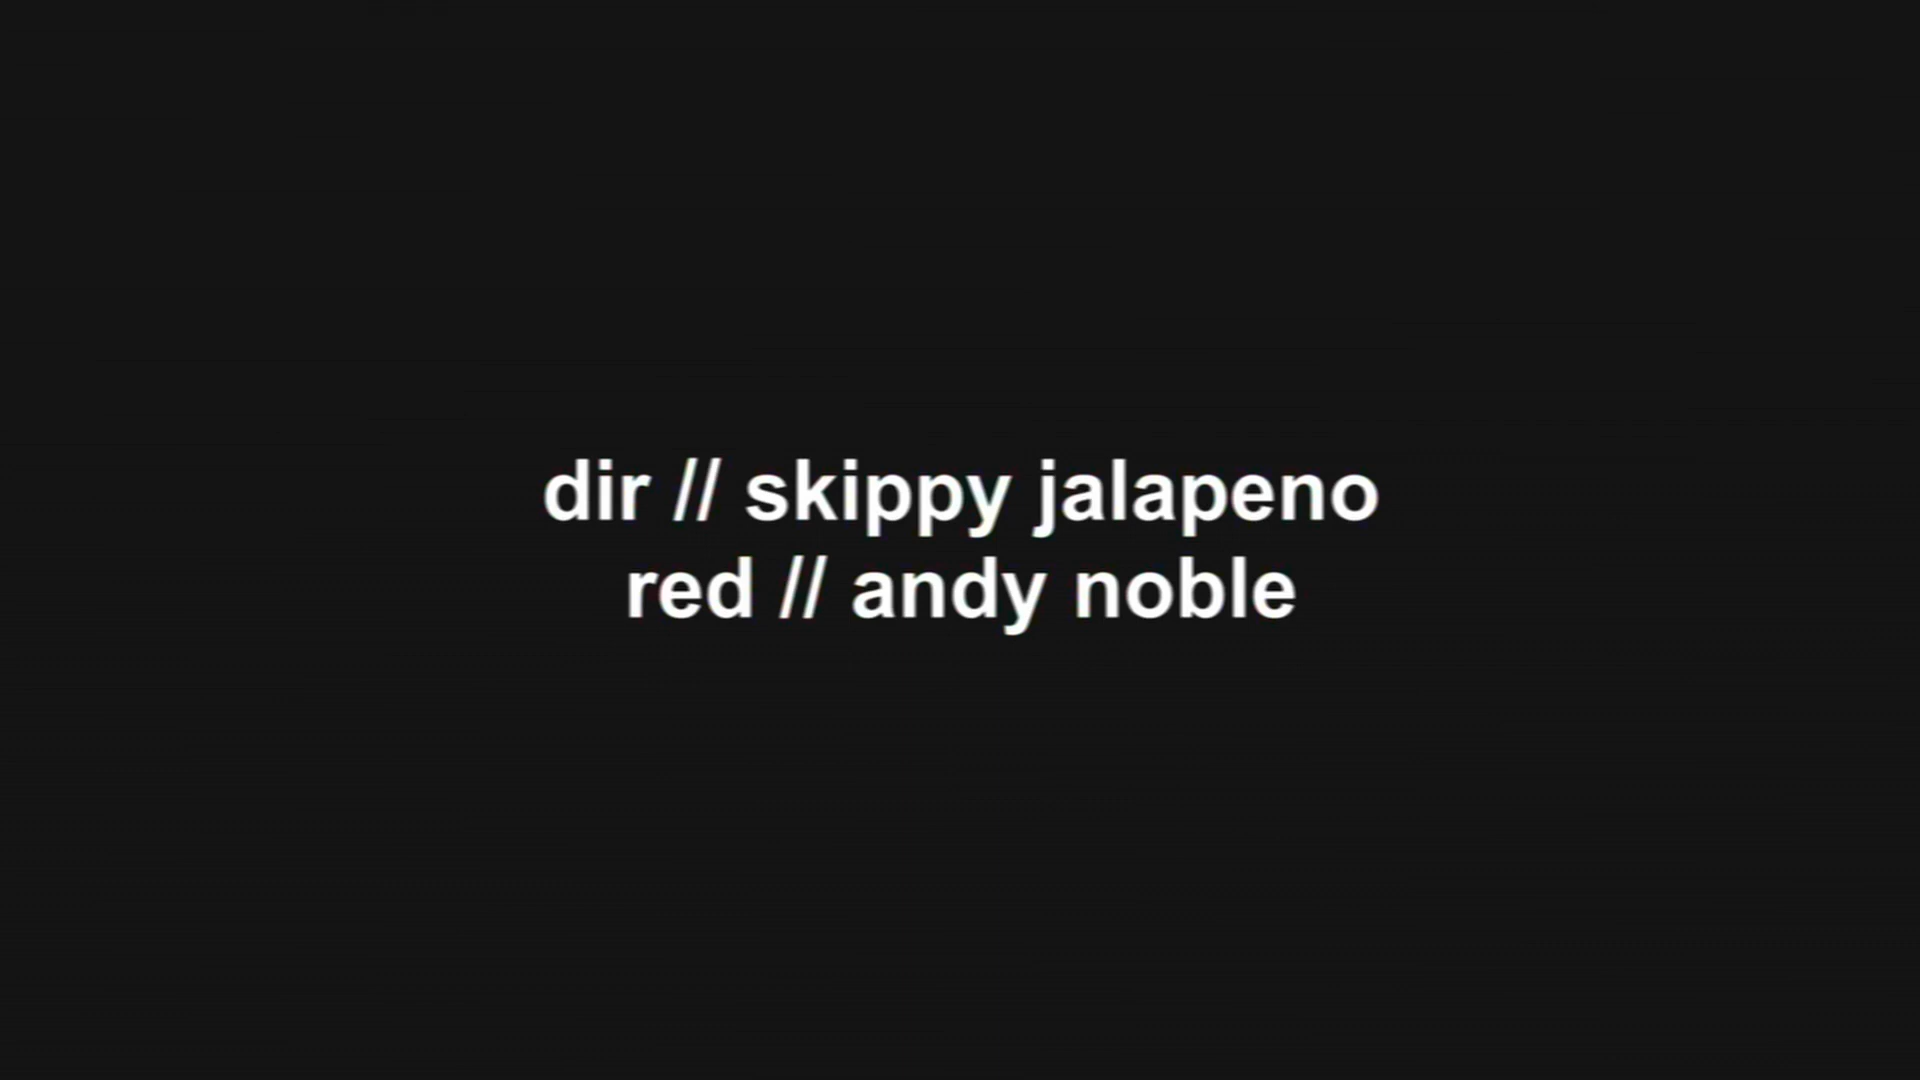 dir // skippy jalapeno
red // andy noble